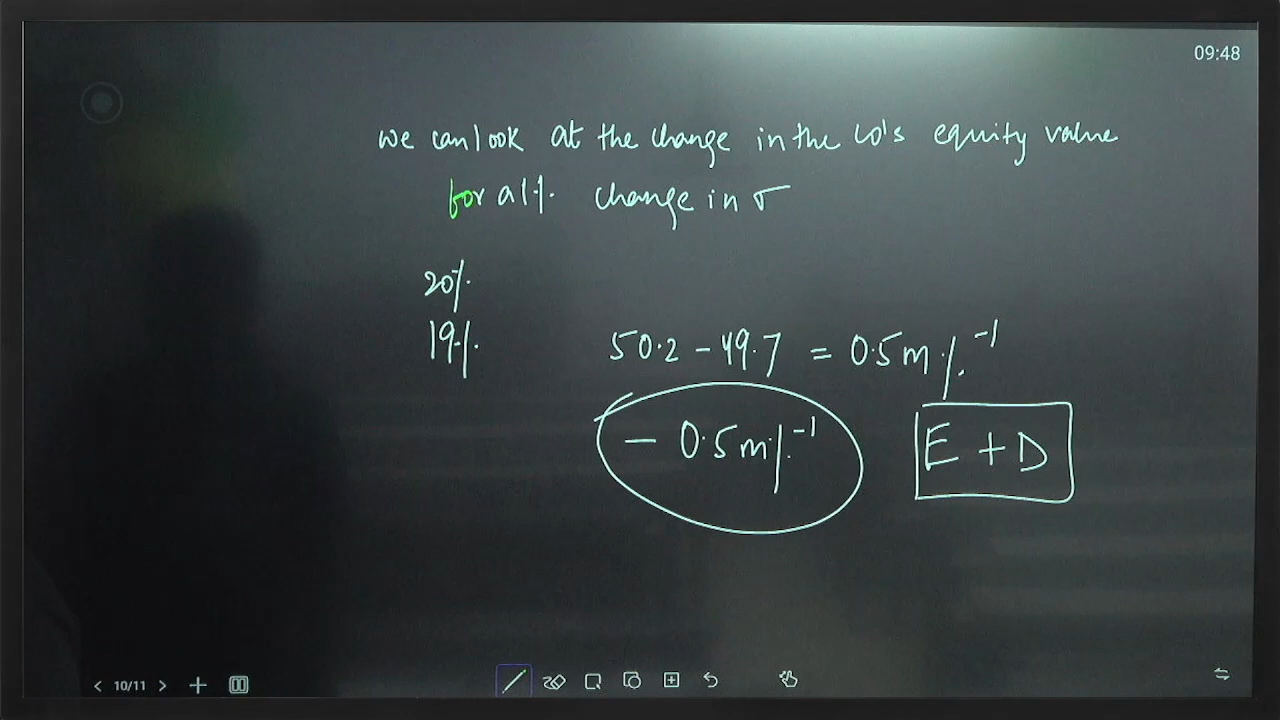 09:48
we can look at the change in the co's equity value
for a 1% change in σ
20%
19%
50.2 - 49.7 = 0.5m %⁻¹
- 0.5m %⁻¹
E + D
10/11